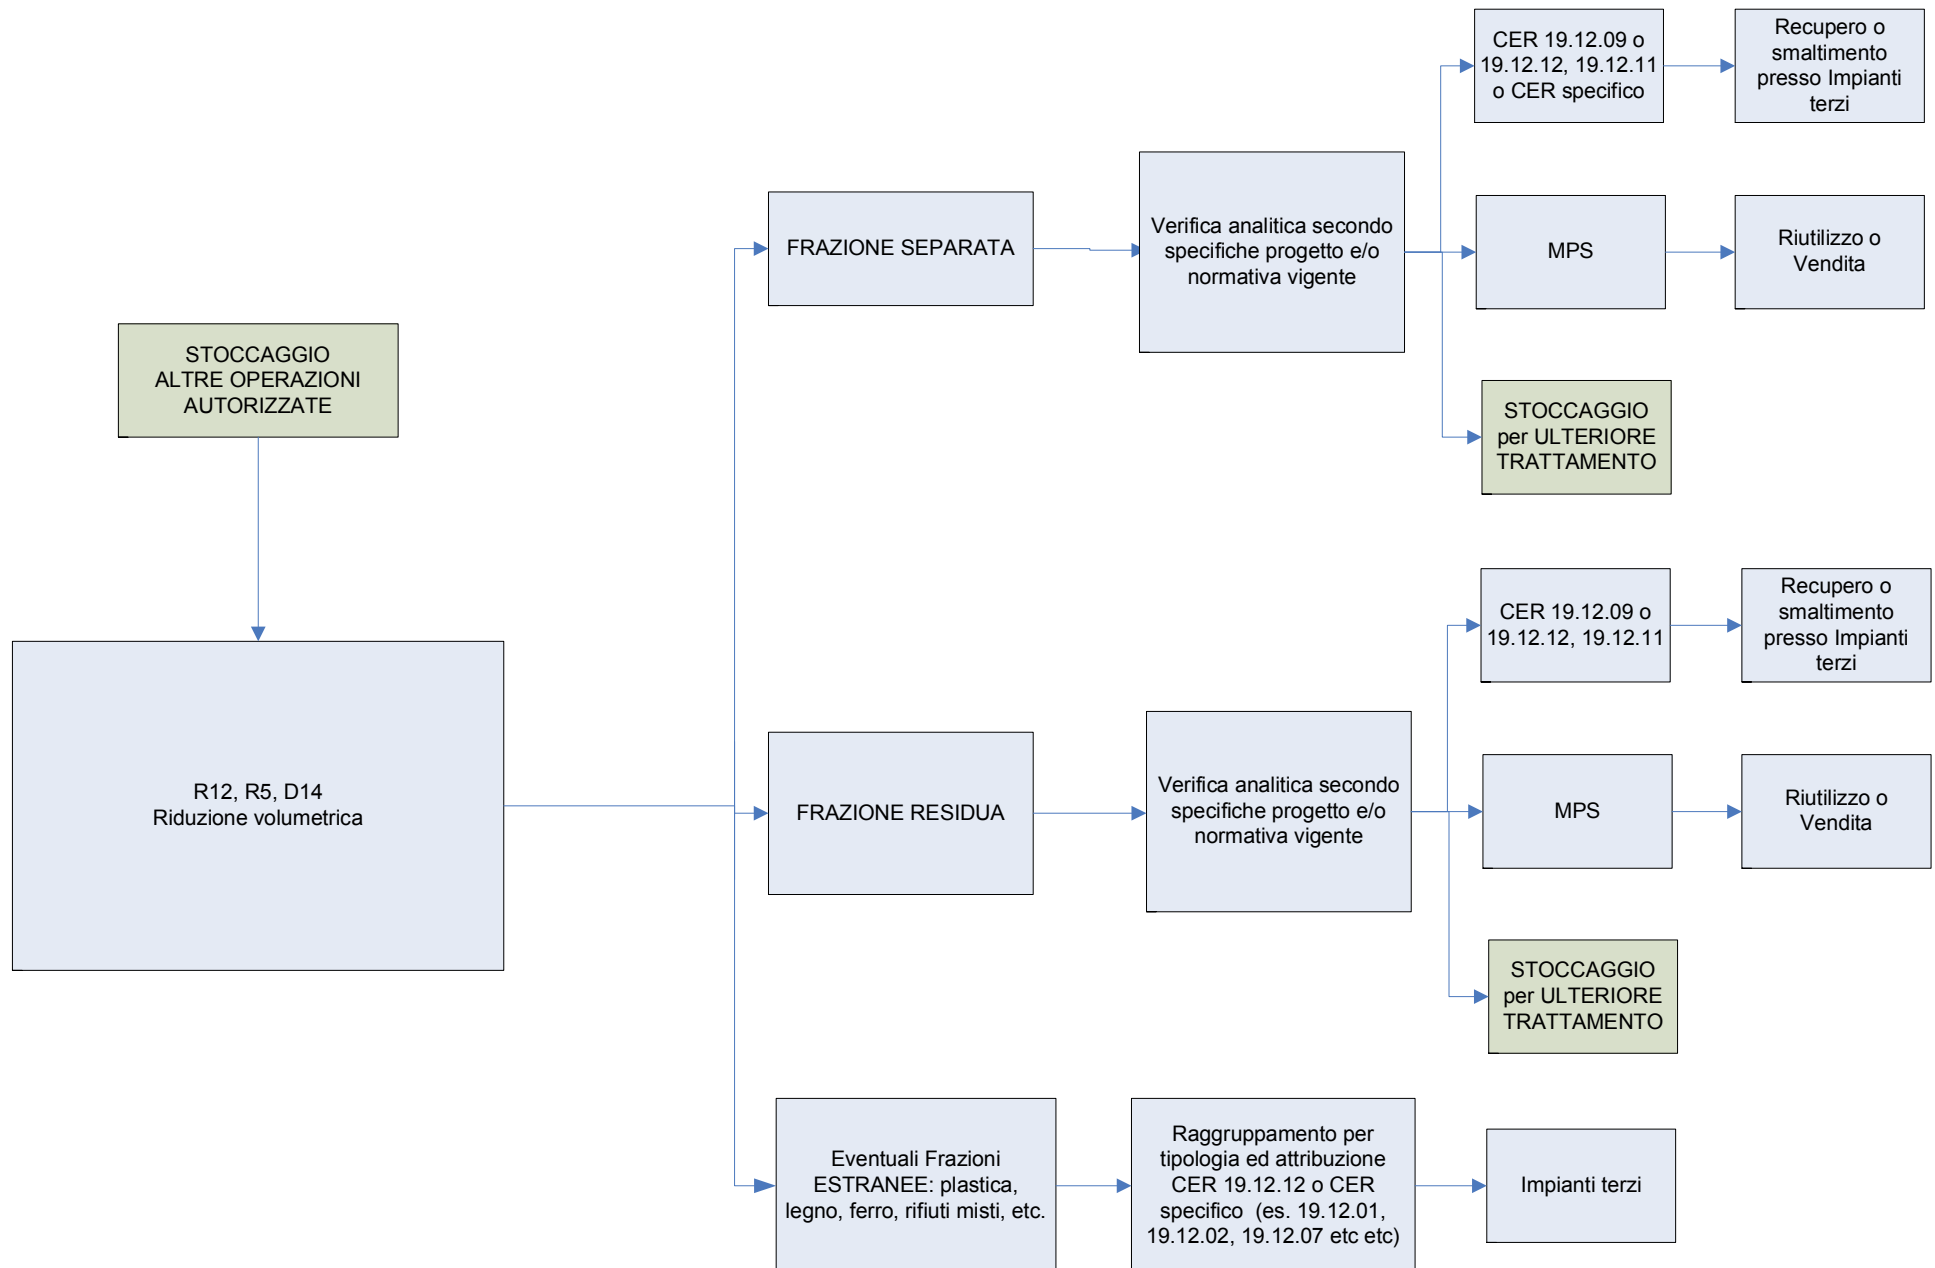 STOCCAGGIO
ALTRE OPERAZIONI
AUTORIZZATE
R12, R5, D14
Riduzione volumetrica
FRAZIONE SEPARATA
Verifica analitica secondo
specifiche progetto e/o
normativa vigente
CER 19.12.09 o
19.12.12, 19.12.11
o CER specifico
Recupero o
smaltimento
presso Impianti
terzi
MPS
Riutilizzo o
Vendita
STOCCAGGIO
per ULTERIORE
TRATTAMENTO
FRAZIONE RESIDUA
Verifica analitica secondo
specifiche progetto e/o
normativa vigente
CER 19.12.09 o
19.12.12, 19.12.11
Recupero o
smaltimento
presso Impianti
terzi
MPS
Riutilizzo o
Vendita
STOCCAGGIO
per ULTERIORE
TRATTAMENTO
Eventuali Frazioni
ESTRANEE: plastica,
legno, ferro, rifiuti misti, etc.
Raggruppamento per
tipologia ed attribuzione
CER 19.12.12 o CER
specifico (es. 19.12.01,
19.12.02, 19.12.07 etc etc)
Impianti terzi